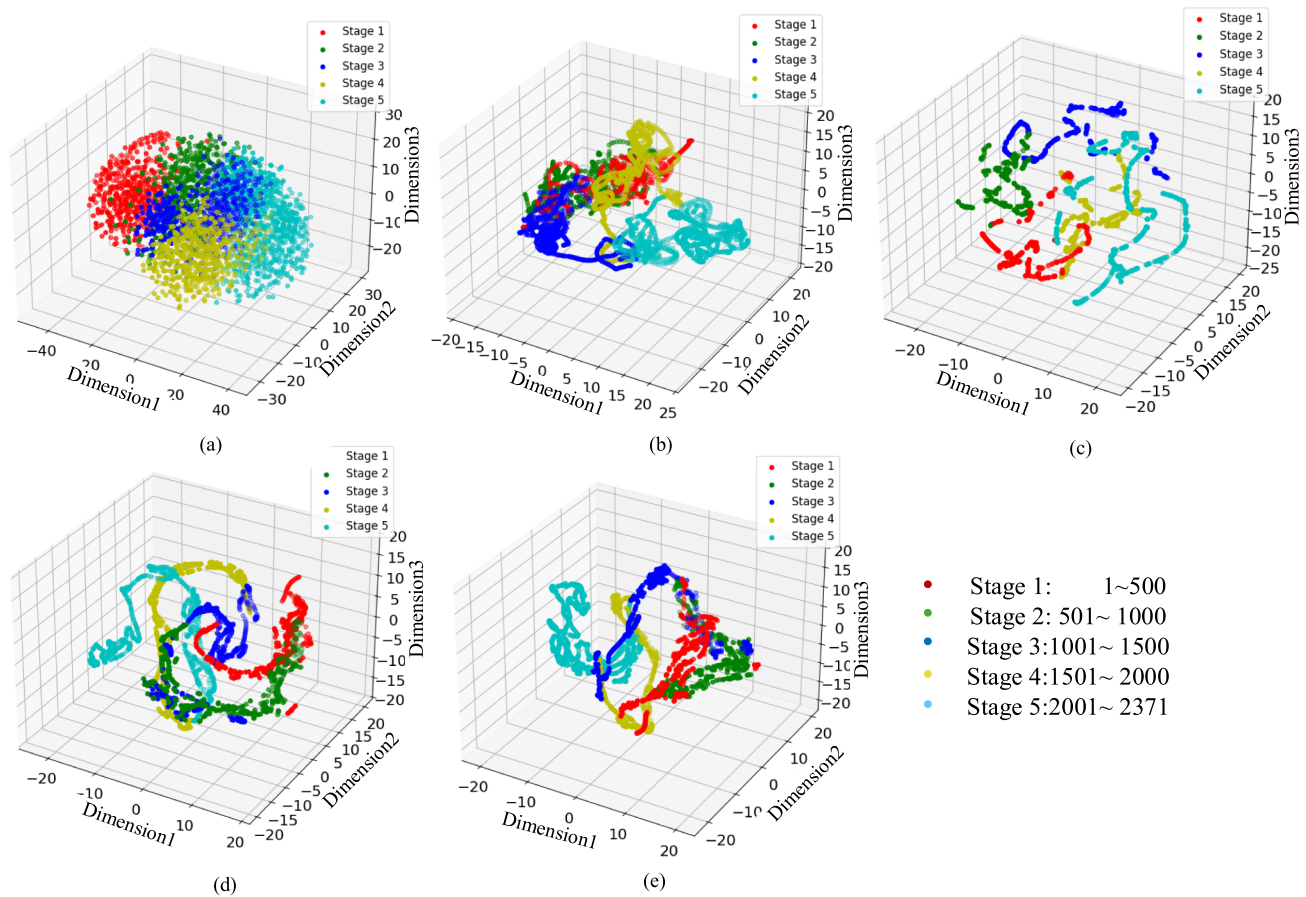 Stage 1
Stage 2
Stage 3
Stage 4
Stage 5
30
20
10
0
−10
−20
Dimension3
30
20
10
0
−10
−20
−30
Dimension2
−40
−20
0
20
40
Dimension1
(a)
Stage 1
Stage 2
Stage 3
Stage 4
Stage 5
20
15
10
5
0
−5
−10
−15
−20
Dimension3
20
10
0
−10
−20
Dimension2
−20
−15
−10
−5
0
5
10
15
20
25
Dimension1
(b)
Stage 1
Stage 2
Stage 3
Stage 4
Stage 5
20
15
10
5
0
−5
−10
−15
−20
−25
Dimension3
20
15
10
5
0
−5
−10
−15
−20
Dimension2
−20
−10
0
10
20
Dimension1
(c)
Stage 1
Stage 2
Stage 3
Stage 4
Stage 5
20
15
10
5
0
−5
−10
−15
−20
Dimension3
20
15
10
5
0
−5
−10
−15
−20
Dimension2
−20
−10
0
10
20
Dimension1
(d)
Stage 1
Stage 2
Stage 3
Stage 4
Stage 5
20
15
10
5
0
−5
−10
−15
−20
Dimension3
20
10
0
−10
−20
Dimension2
−20
−10
0
10
20
Dimension1
(e)
Stage 1: 1~500
Stage 2: 501~ 1000
Stage 3:1001~ 1500
Stage 4:1501~ 2000
Stage 5:2001~ 2371